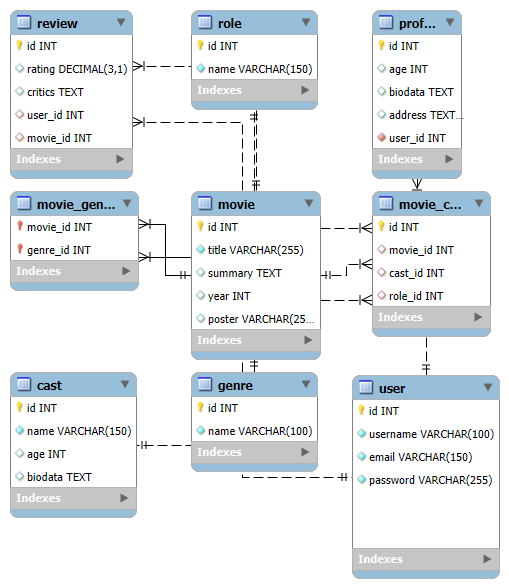 review
id INT
rating DECIMAL(3,1)
critics TEXT
user_id INT
movie_id INT
Indexes
role
id INT
name VARCHAR(150)
Indexes
prof...
id INT
age INT
biodata TEXT
address TEXT...
user_id INT
Indexes
movie_gen...
movie_id INT
genre_id INT
Indexes
movie
id INT
title VARCHAR(255)
summary TEXT
year INT
poster VARCHAR(25...
Indexes
movie_c...
id INT
movie_id INT
cast_id INT
role_id INT
Indexes
cast
id INT
name VARCHAR(150)
age INT
biodata TEXT
Indexes
genre
id INT
name VARCHAR(100)
Indexes
user
id INT
username VARCHAR(100)
email VARCHAR(150)
password VARCHAR(255)
Indexes